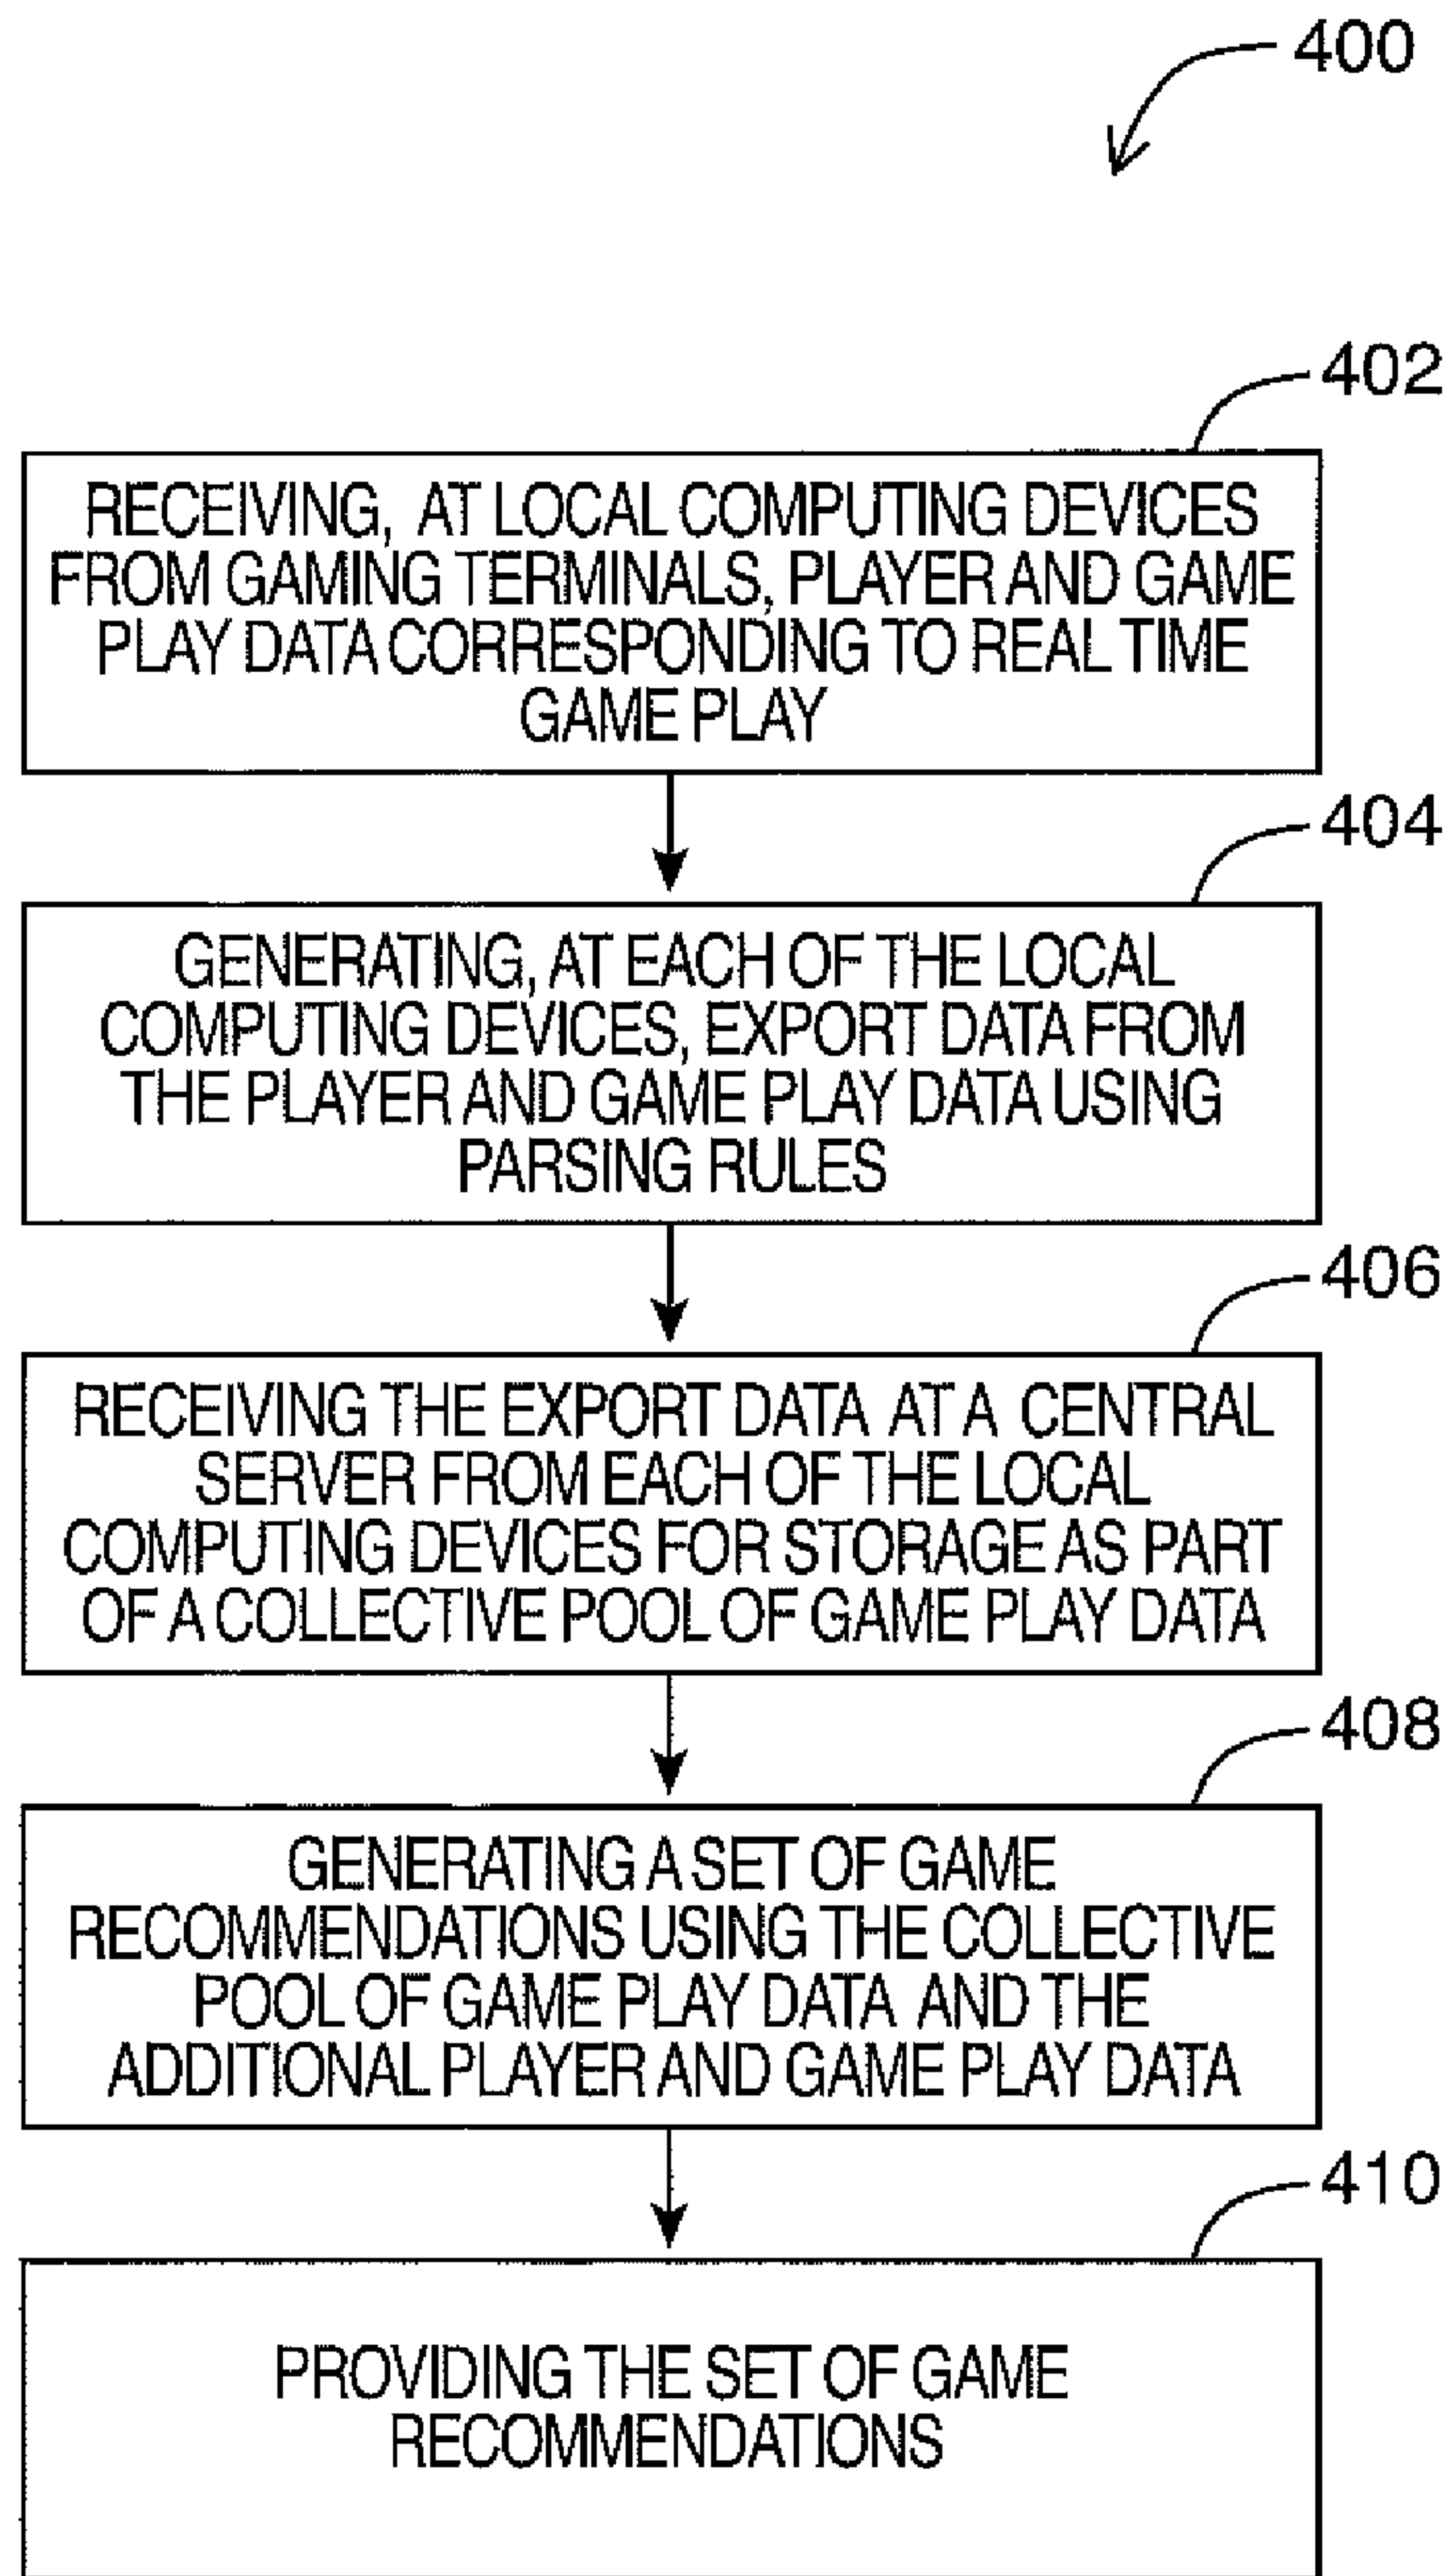 400
402
RECEIVING, AT LOCAL COMPUTING DEVICES
FROM GAMING TERMINALS, PLAYER AND GAME
PLAY DATA CORRESPONDING TO REAL TIME
GAME PLAY
404
GENERATING, AT EACH OF THE LOCAL
COMPUTING DEVICES, EXPORT DATA FROM
THE PLAYER AND GAME PLAY DATA USING
PARSING RULES
406
RECEIVING THE EXPORT DATA AT A CENTRAL
SERVER FROM EACH OF THE LOCAL
COMPUTING DEVICES FOR STORAGE AS PART
OF A COLLECTIVE POOL OF GAME PLAY DATA
408
GENERATING A SET OF GAME
RECOMMENDATIONS USING THE COLLECTIVE
POOL OF GAME PLAY DATA AND THE
ADDITIONAL PLAYER AND GAME PLAY DATA
410
PROVIDING THE SET OF GAME
RECOMMENDATIONS